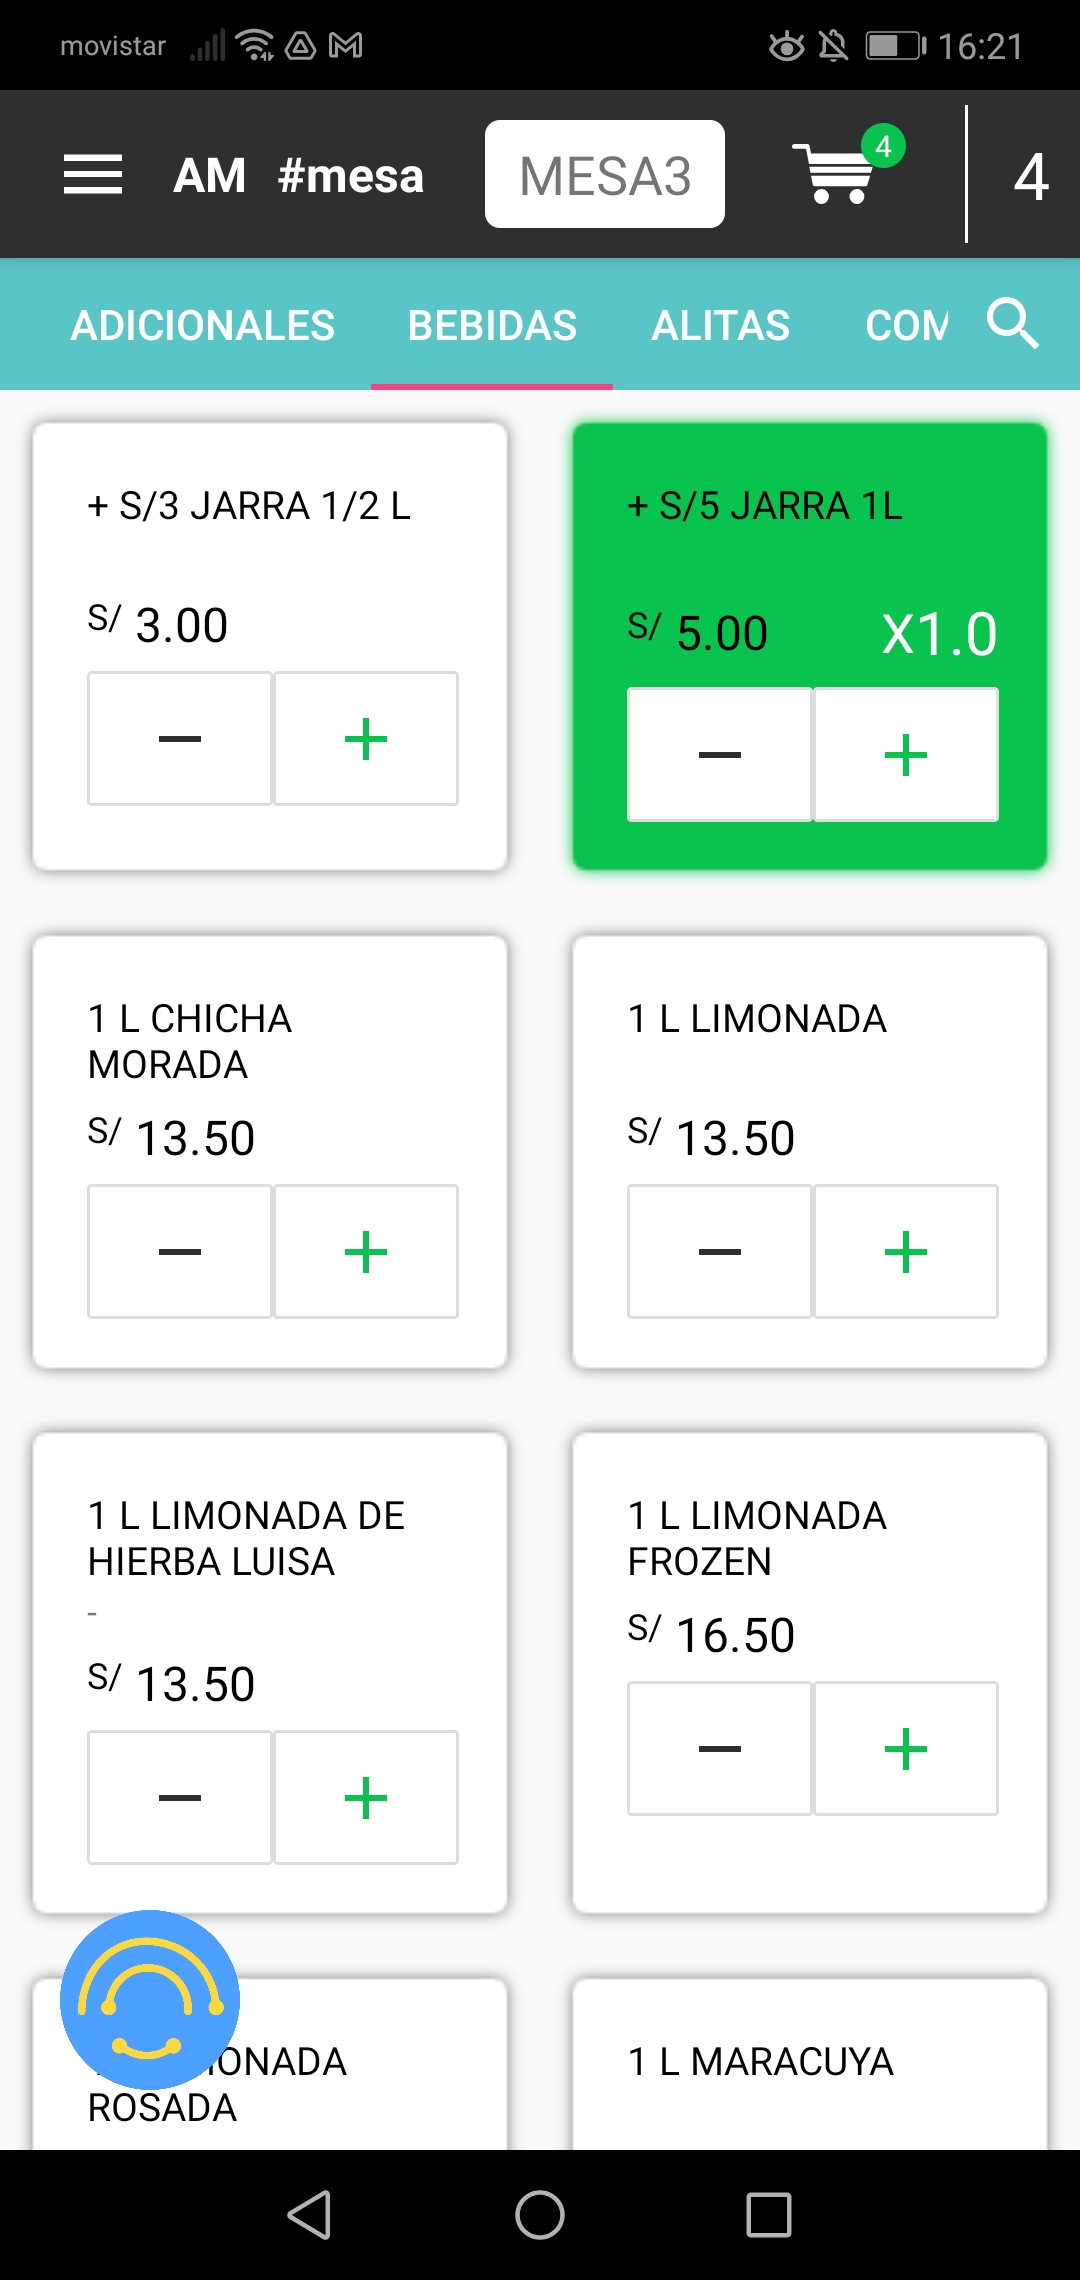 movistar 16:21
AM #mesa MESA3 4 4
ADICIONALES BEBIDAS ALITAS COM
+ S/3 JARRA 1/2 L
S/ 3.00
+ S/5 JARRA 1L
S/ 5.00 X1.0
1 L CHICHA
MORADA
S/ 13.50
1 L LIMONADA
S/ 13.50
1 L LIMONADA DE
HIERBA LUISA
-
S/ 13.50
1 L LIMONADA
FROZEN
S/ 16.50
ONADA
ROSADA
1 L MARACUYA